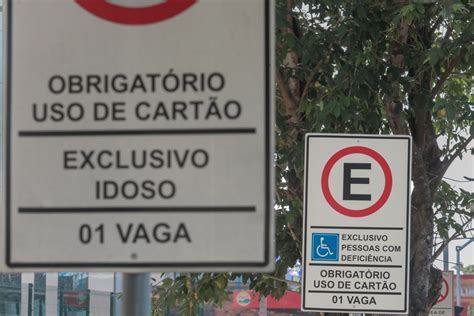 OBRIGATÓRIO
USO DE CARTÃO
EXCLUSIVO
IDOSO
01 VAGA
E
EXCLUSIVO
PESSOAS COM
DEFICIÊNCIA
OBRIGATÓRIO
USO DE CARTÃO
01 VAGA